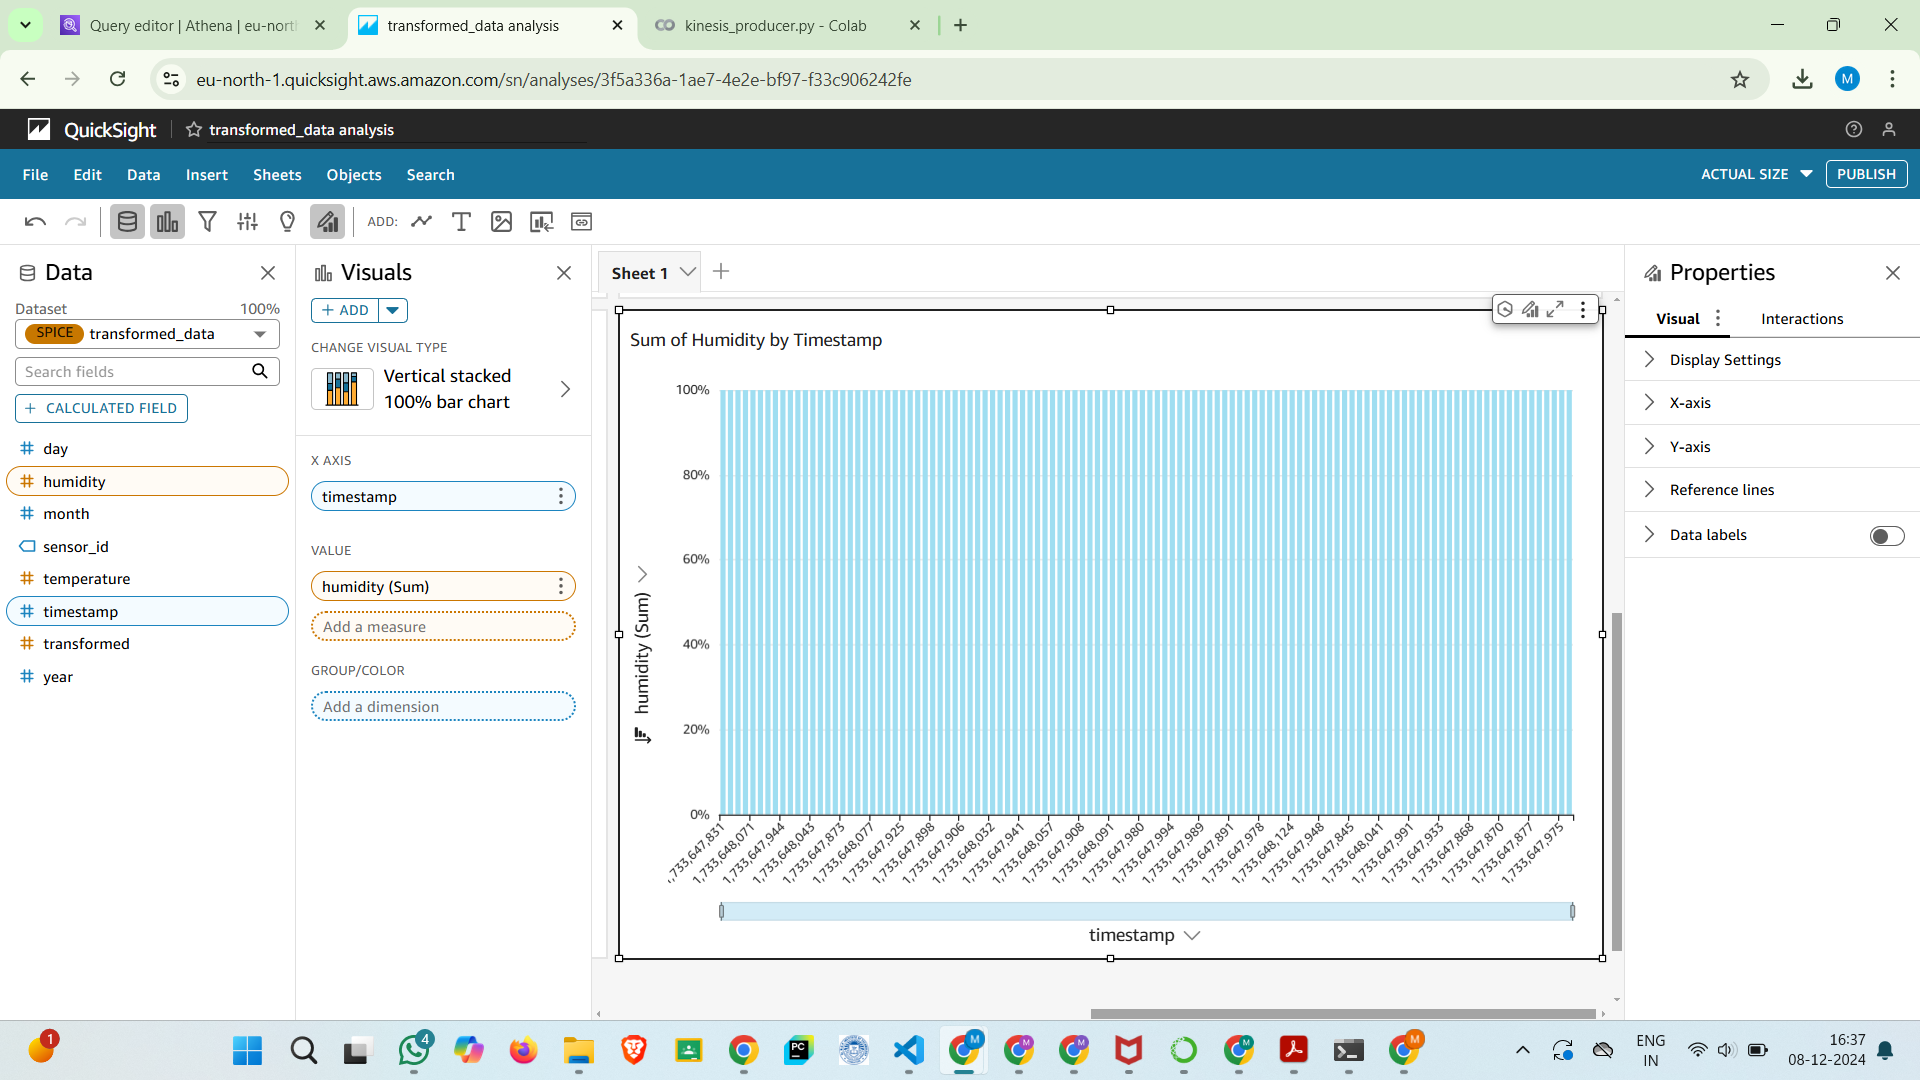 Query editor | Athena | eu-nort
transformed_data analysis
kinesis_producer.py - Colab
eu-north-1.quicksight.aws.amazon.com/sn/analyses/3f5a336a-1ae7-4e2e-bf97-f33c906242fe
M
QuickSight
transformed_data analysis
File
Edit
Data
Insert
Sheets
Objects
Search
ACTUAL SIZE
PUBLISH
ADD:
Data
Dataset
100%
SPICE
transformed_data
Search fields
CALCULATED FIELD
day
humidity
month
sensor_id
temperature
timestamp
transformed
year
Visuals
ADD
CHANGE VISUAL TYPE
Vertical stacked
100% bar chart
X AXIS
timestamp
VALUE
humidity (Sum)
Add a measure
GROUP/COLOR
Add a dimension
Sheet 1
Sum of Humidity by Timestamp
100%
80%
60%
40%
20%
0%
humidity (Sum)
1,733,647,831
1,733,648,071
1,733,647,944
1,733,648,043
1,733,647,873
1,733,648,077
1,733,647,925
1,733,647,898
1,733,647,906
1,733,648,032
1,733,647,941
1,733,648,057
1,733,647,908
1,733,648,091
1,733,647,980
1,733,647,994
1,733,647,989
1,733,647,891
1,733,647,978
1,733,648,124
1,733,647,948
1,733,647,845
1,733,648,041
1,733,647,991
1,733,647,933
1,733,647,868
1,733,647,870
1,733,647,877
1,733,647,975
timestamp
Properties
Visual
Interactions
Display Settings
X-axis
Y-axis
Reference lines
Data labels
1
4
PC
M
M
M
M
M
ENG
IN
16:37
08-12-2024